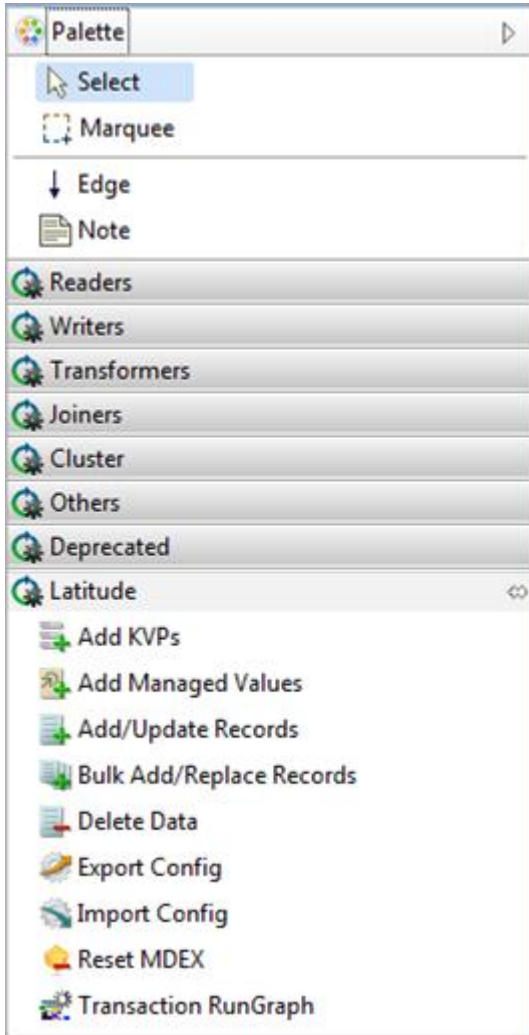 Palette
Select
Marquee
Edge
Note
Readers
Writers
Transformers
Joiners
Cluster
Others
Deprecated
Latitude
Add KVPs
Add Managed Values
Add/Update Records
Bulk Add/Replace Records
Delete Data
Export Config
Import Config
Reset MDEX
Transaction RunGraph